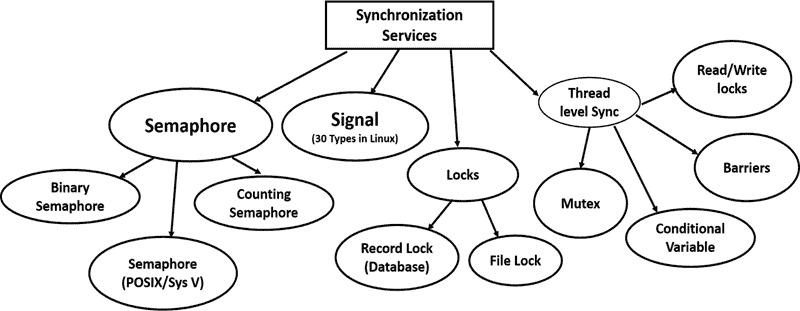 Synchronization
Services
Semaphore
Signal
(30 Types in Linux)
Thread
level Sync
Read/Write
locks
Binary
Semaphore
Counting
Semaphore
Locks
Mutex
Barriers
Semaphore
(POSIX/Sys V)
Record Lock
(Database)
File Lock
Conditional
Variable